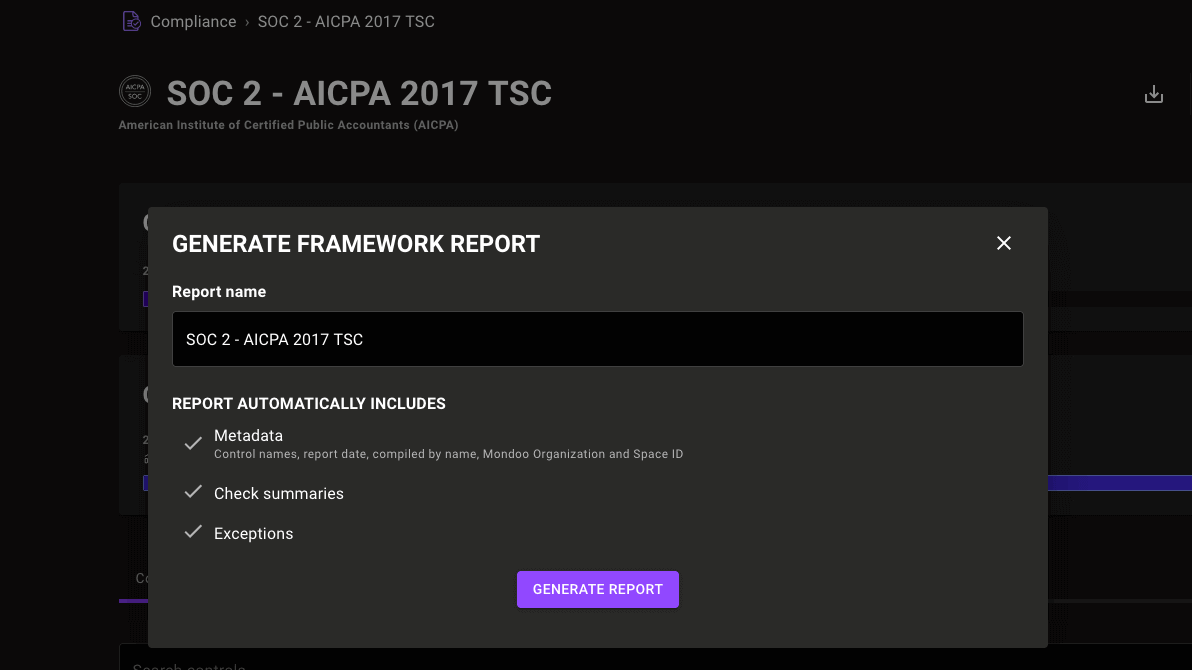 Compliance › SOC 2 - AICPA 2017 TSC
AICPA
SOC
SOC 2 - AICPA 2017 TSC
American Institute of Certified Public Accountants (AICPA)
GENERATE FRAMEWORK REPORT
Report name
SOC 2 - AICPA 2017 TSC
REPORT AUTOMATICALLY INCLUDES
Metadata
Control names, report date, compiled by name, Mondoo Organization and Space ID
Check summaries
Exceptions
GENERATE REPORT
Search controls